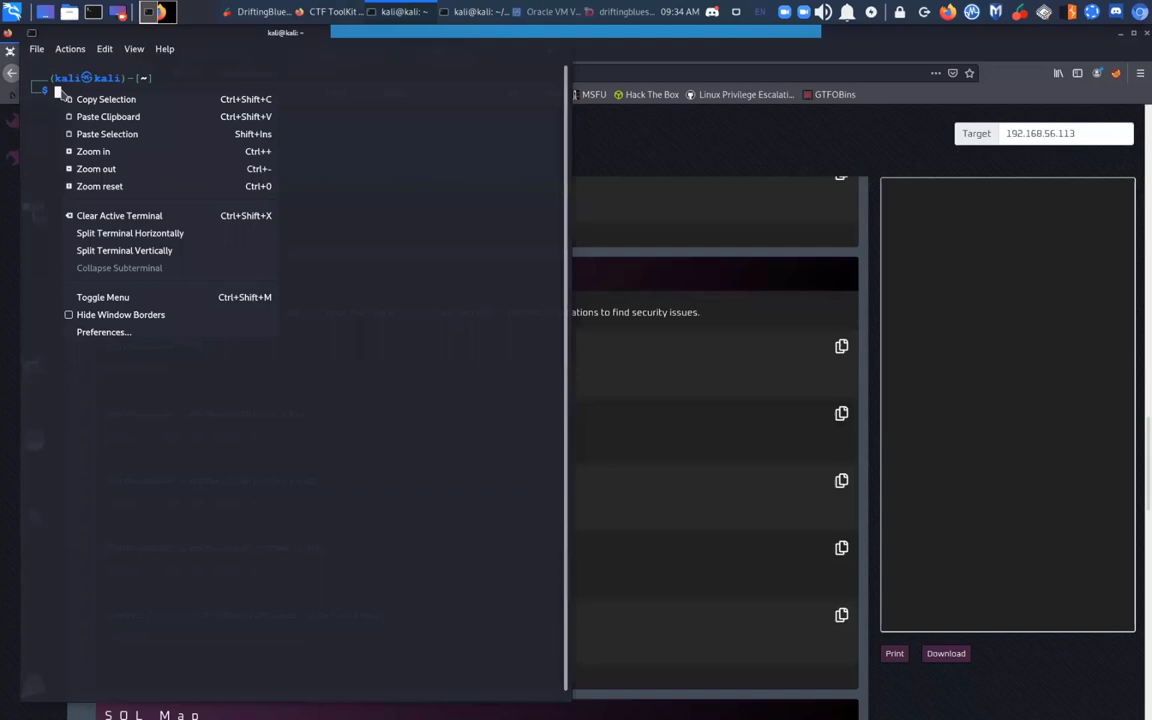 DriftingBlue...
CTF ToolKit ...
kali@kali: ~
kali@kali: ~/...
Oracle VM V...
driftingblues...
09:34 AM
EN
kali@kali: ~
File
Actions
Edit
View
Help
(kali㉿kali)-[~]
$
Copy Selection Ctrl+Shift+C
Paste Clipboard Ctrl+Shift+V
Paste Selection Shift+Ins
Zoom in Ctrl++
Zoom out Ctrl+-
Zoom reset Ctrl+0
Clear Active Terminal Ctrl+Shift+X
Split Terminal Horizontally
Split Terminal Vertically
Collapse Subterminal
Toggle Menu Ctrl+Shift+M
Hide Window Borders
Preferences...
MSFU
Hack The Box
Linux Privilege Escalati...
GTFOBins
Target 192.168.56.113
ations to find security issues.
Print
Download
SQL Map